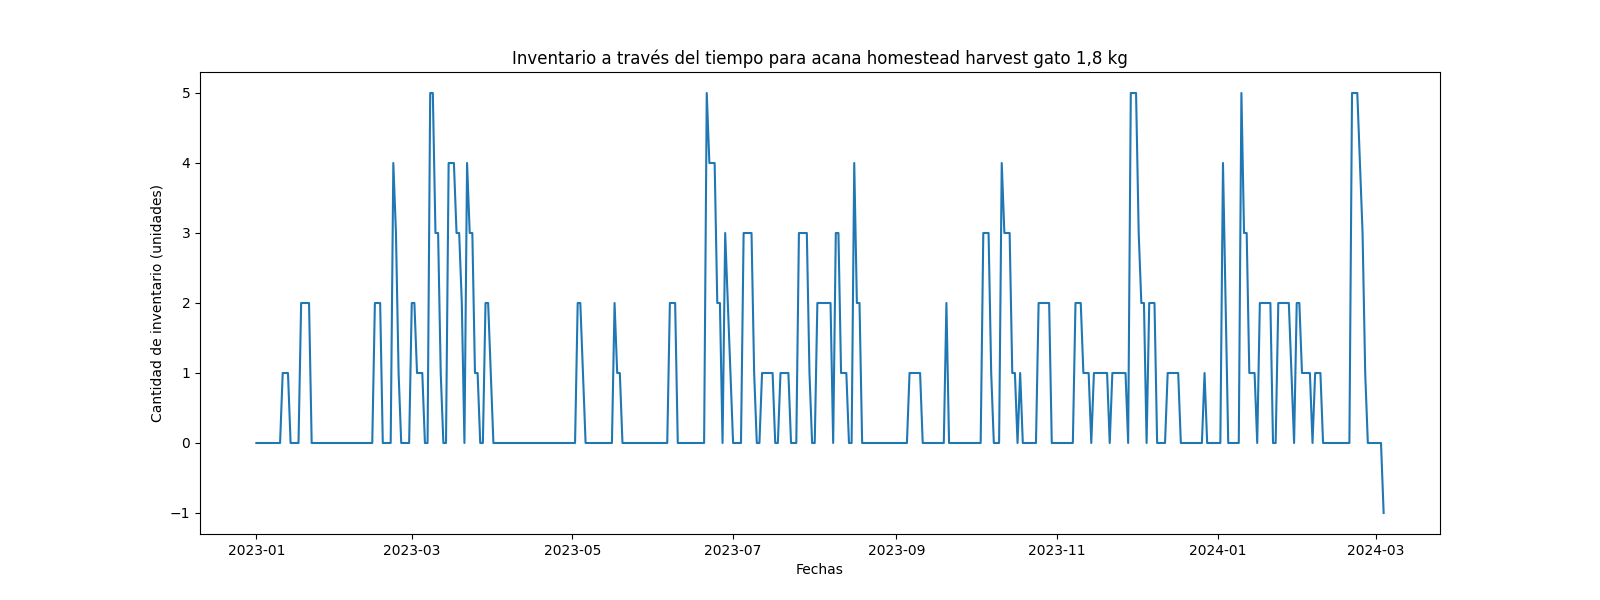 Inventario a través del tiempo para acana homestead harvest gato 1,8 kg
Cantidad de inventario (unidades)
5
4
3
2
1
0
−1
2023-01 2023-03 2023-05 2023-07 2023-09 2023-11 2024-01 2024-03
Fechas